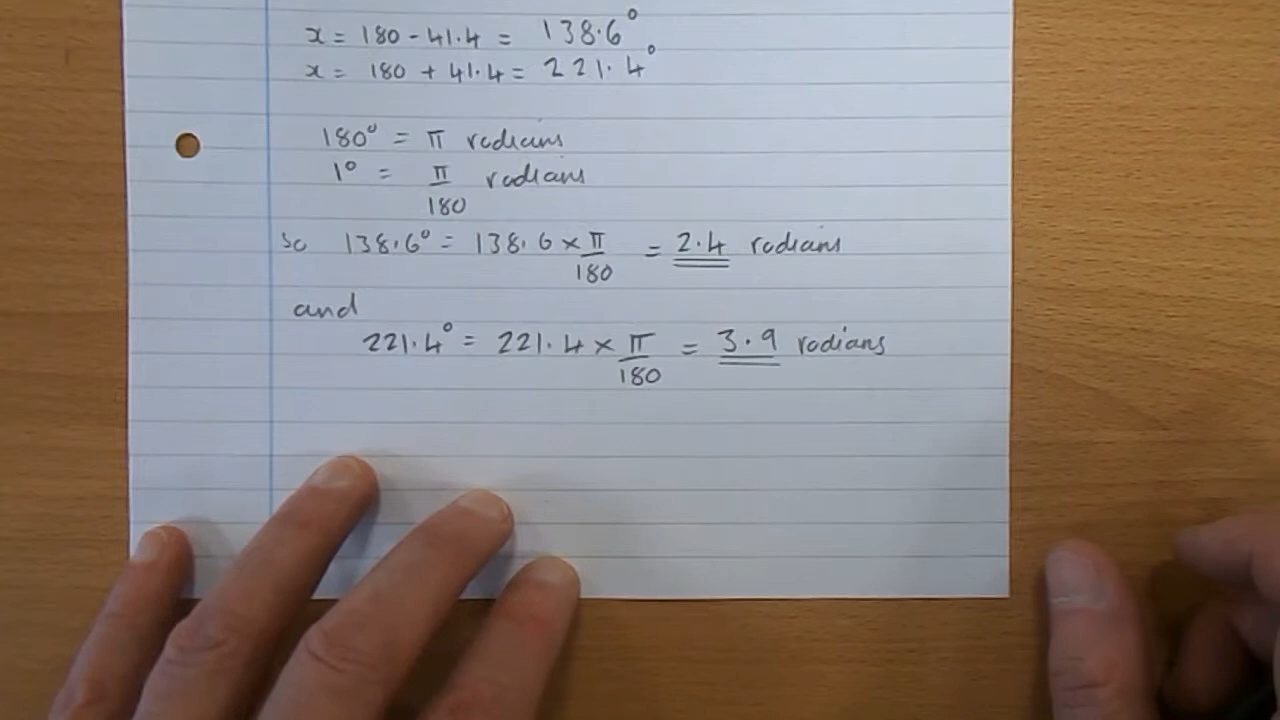 x = 180 - 41.4 = 138.6°
x = 180 + 41.4 = 221.4°
180° = π radians
1° = π/180 radians
So 138.6° = 138.6 × π/180 = 2.4 radians
and
221.4° = 221.4 × π/180 = 3.9 radians